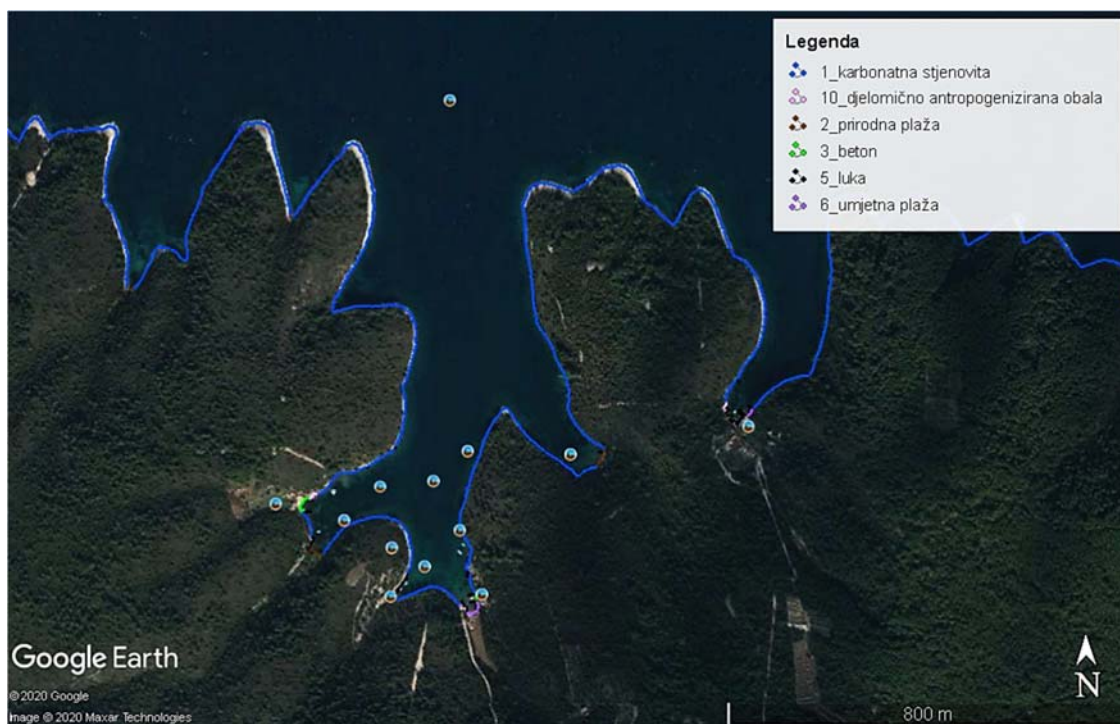 Legenda
1_karbonatna stjenovita
10_djelomično antropogenizirana obala
2_prirodna plaža
3_beton
5_luka
6_umjetna plaža
Google Earth
© 2020 Google
Image © 2020 Maxar Technologies
800 m
N